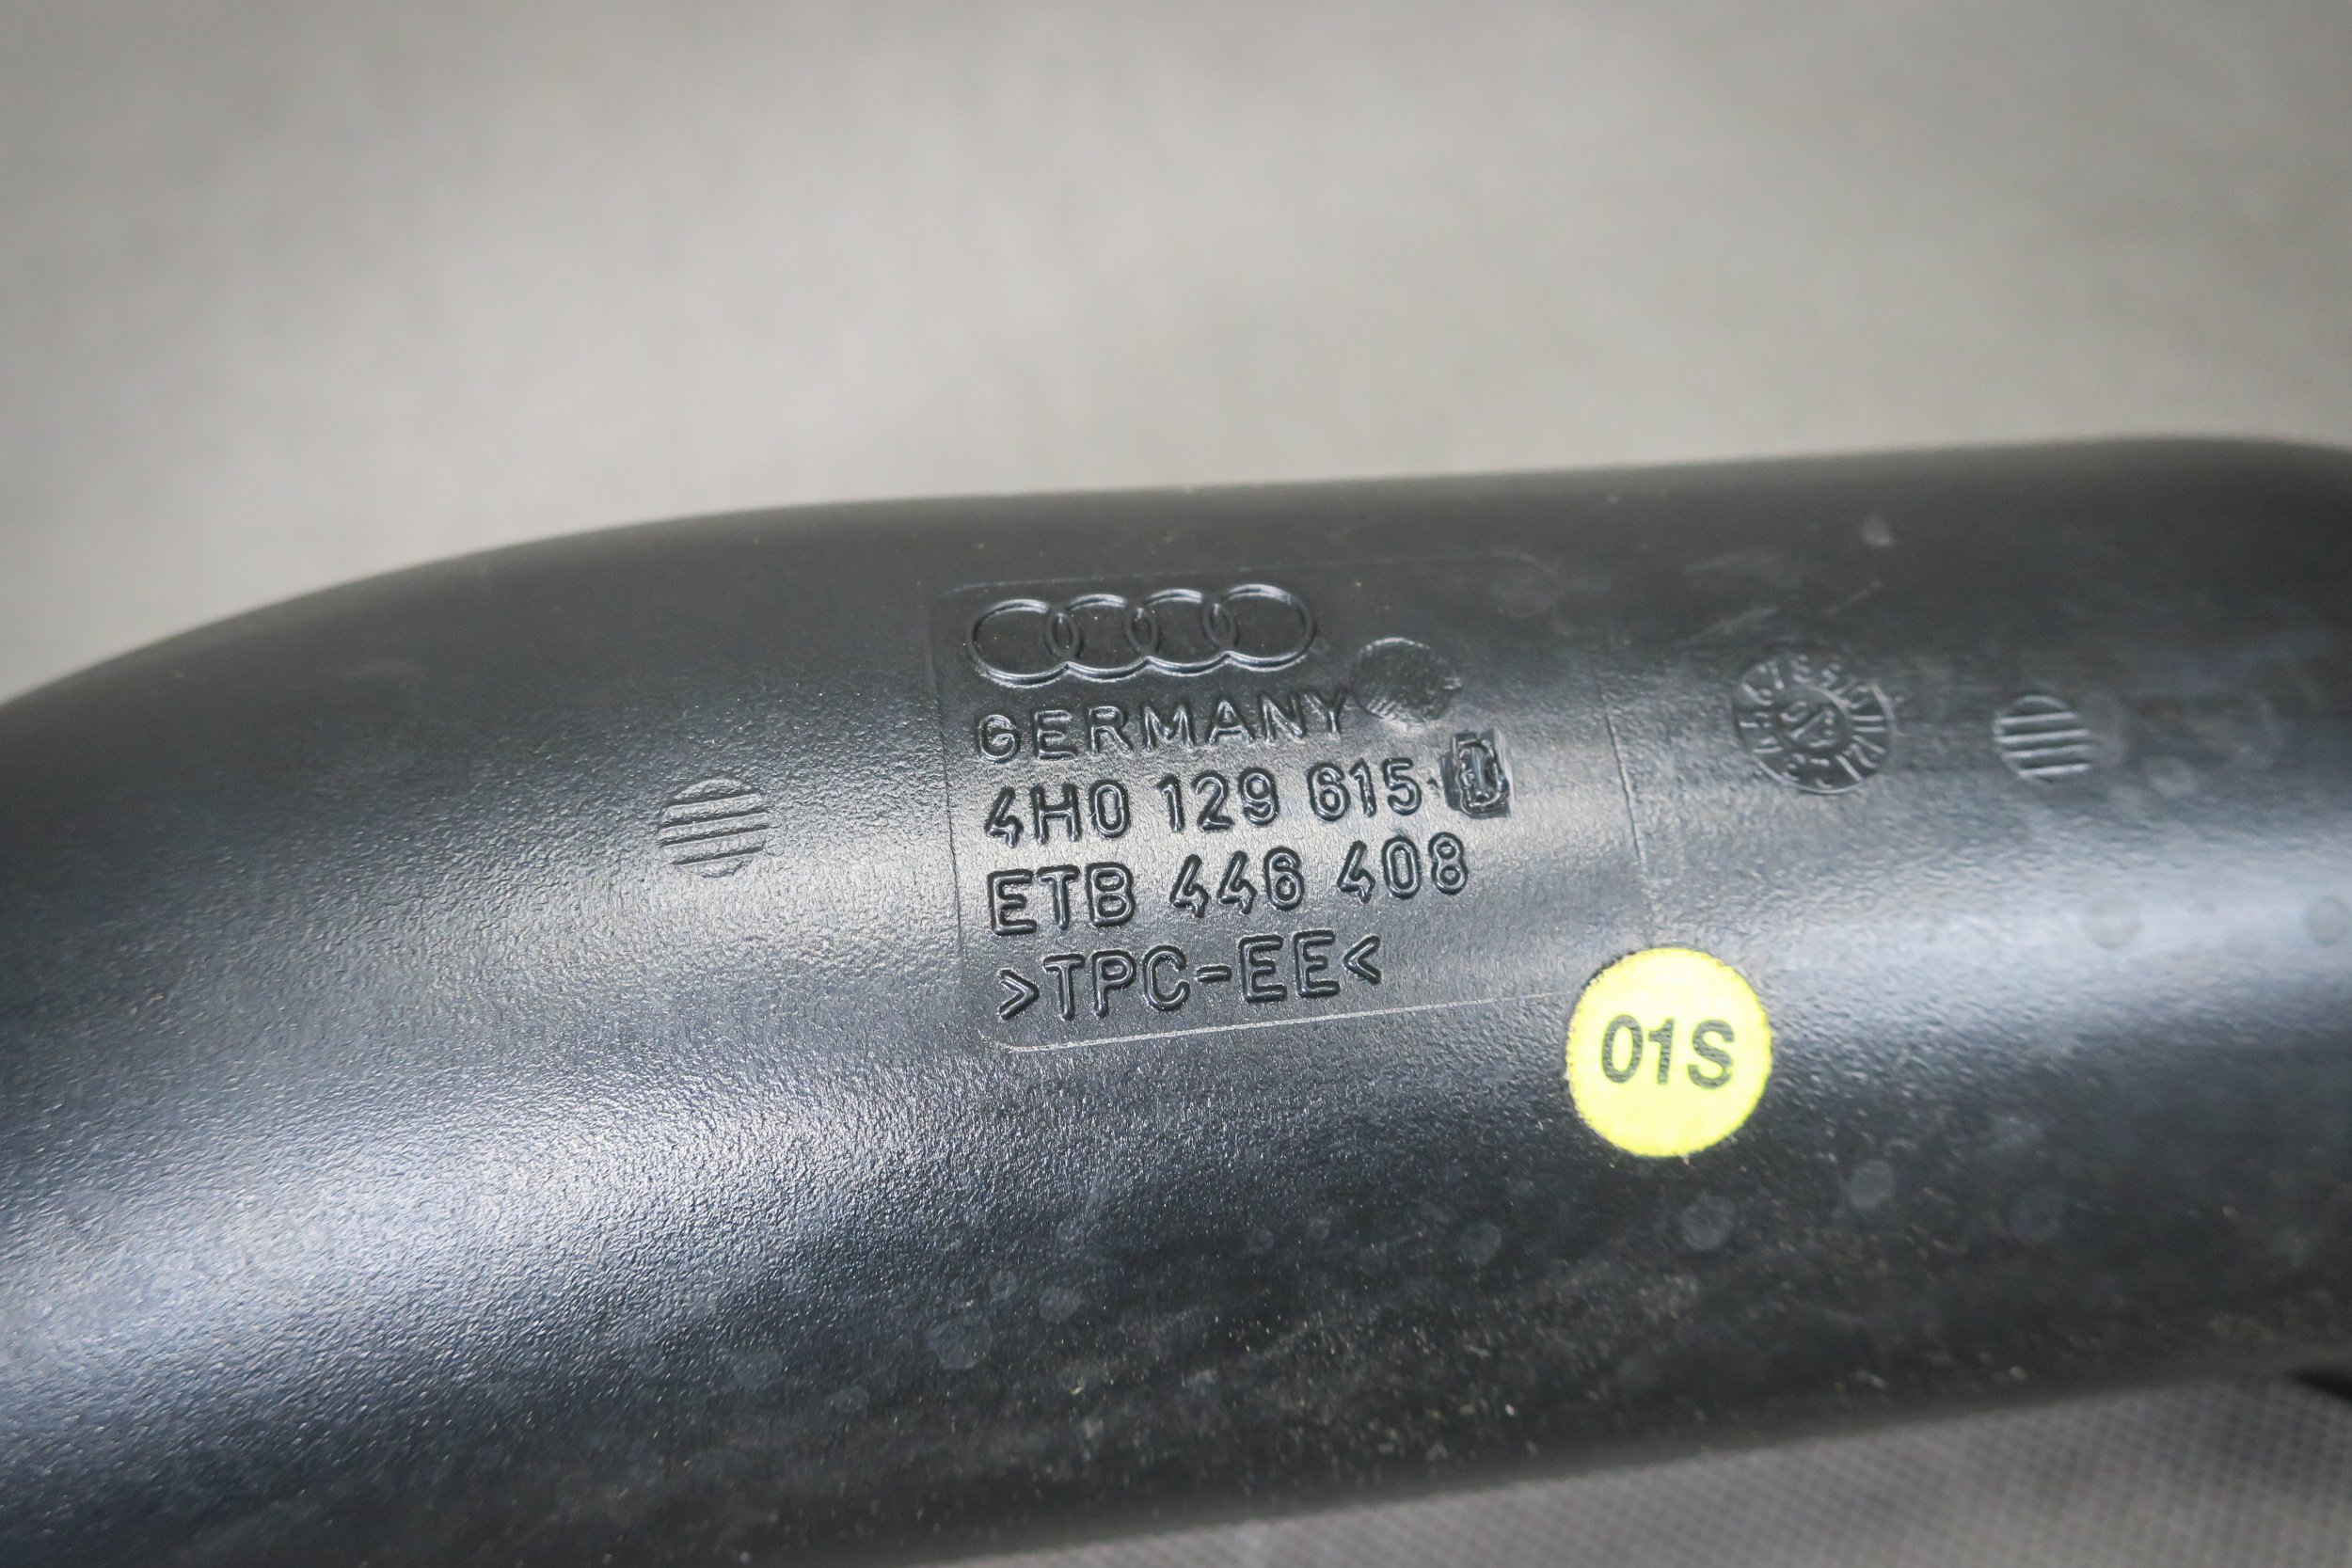 GERMANY
4H0 129 615
ETB 446 408
>TPC-EE<
01S